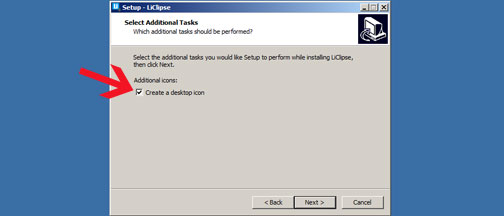 Setup - LiClipse
Select Additional Tasks
Which additional tasks should be performed?
Select the additional tasks you would like Setup to perform while installing LiClipse,
then click Next.
Additional icons:
Create a desktop icon
< Back
Next >
Cancel